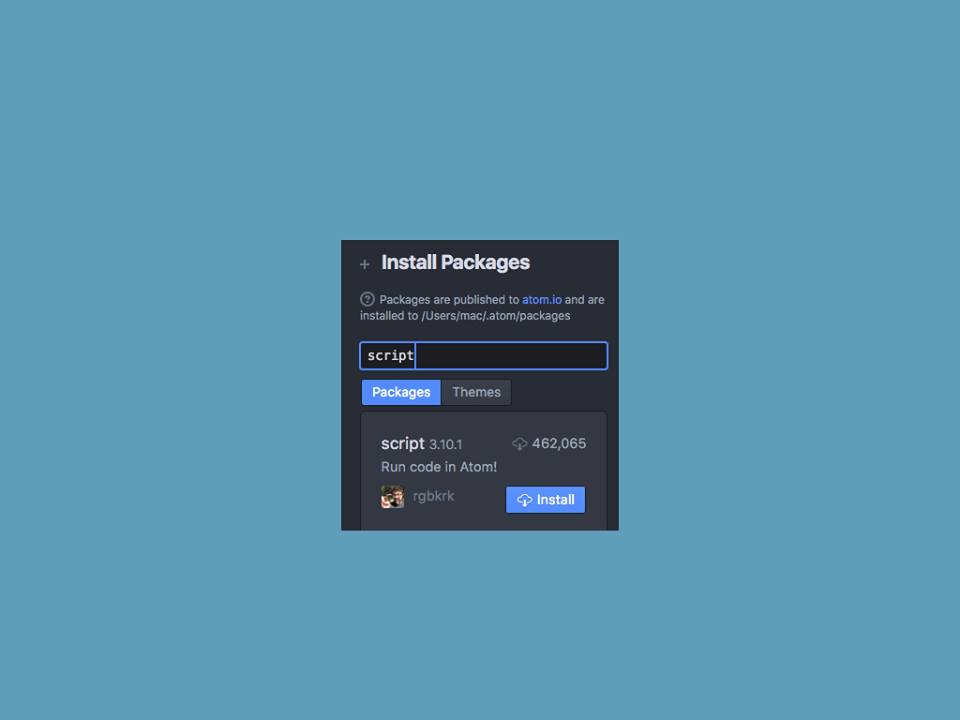 Install Packages
Packages are published to atom.io and are
installed to /Users/mac/.atom/packages
script
Packages Themes
script 3.10.1 462,065
Run code in Atom!
rgbkrk Install